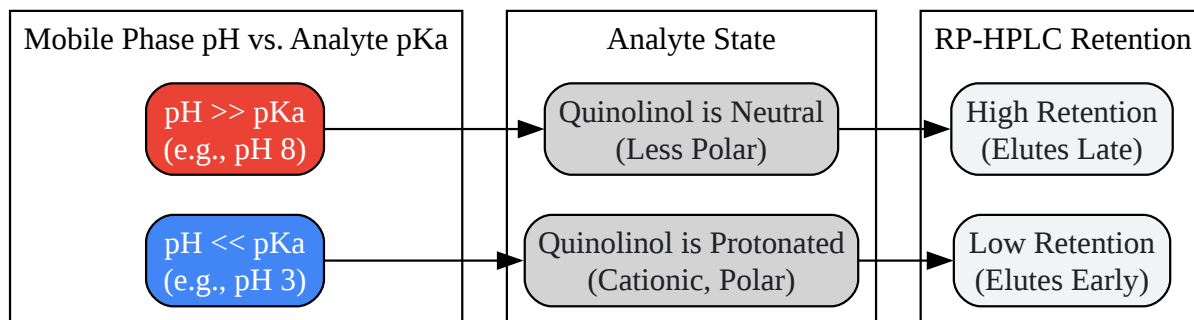 Mobile Phase pH vs. Analyte pKa
Analyte State
RP-HPLC Retention
pH >> pKa
(e.g., pH 8)
Quinolinol is Neutral
(Less Polar)
High Retention
(Elutes Late)
pH << pKa
(e.g., pH 3)
Quinolinol is Protonated
(Cationic, Polar)
Low Retention
(Elutes Early)